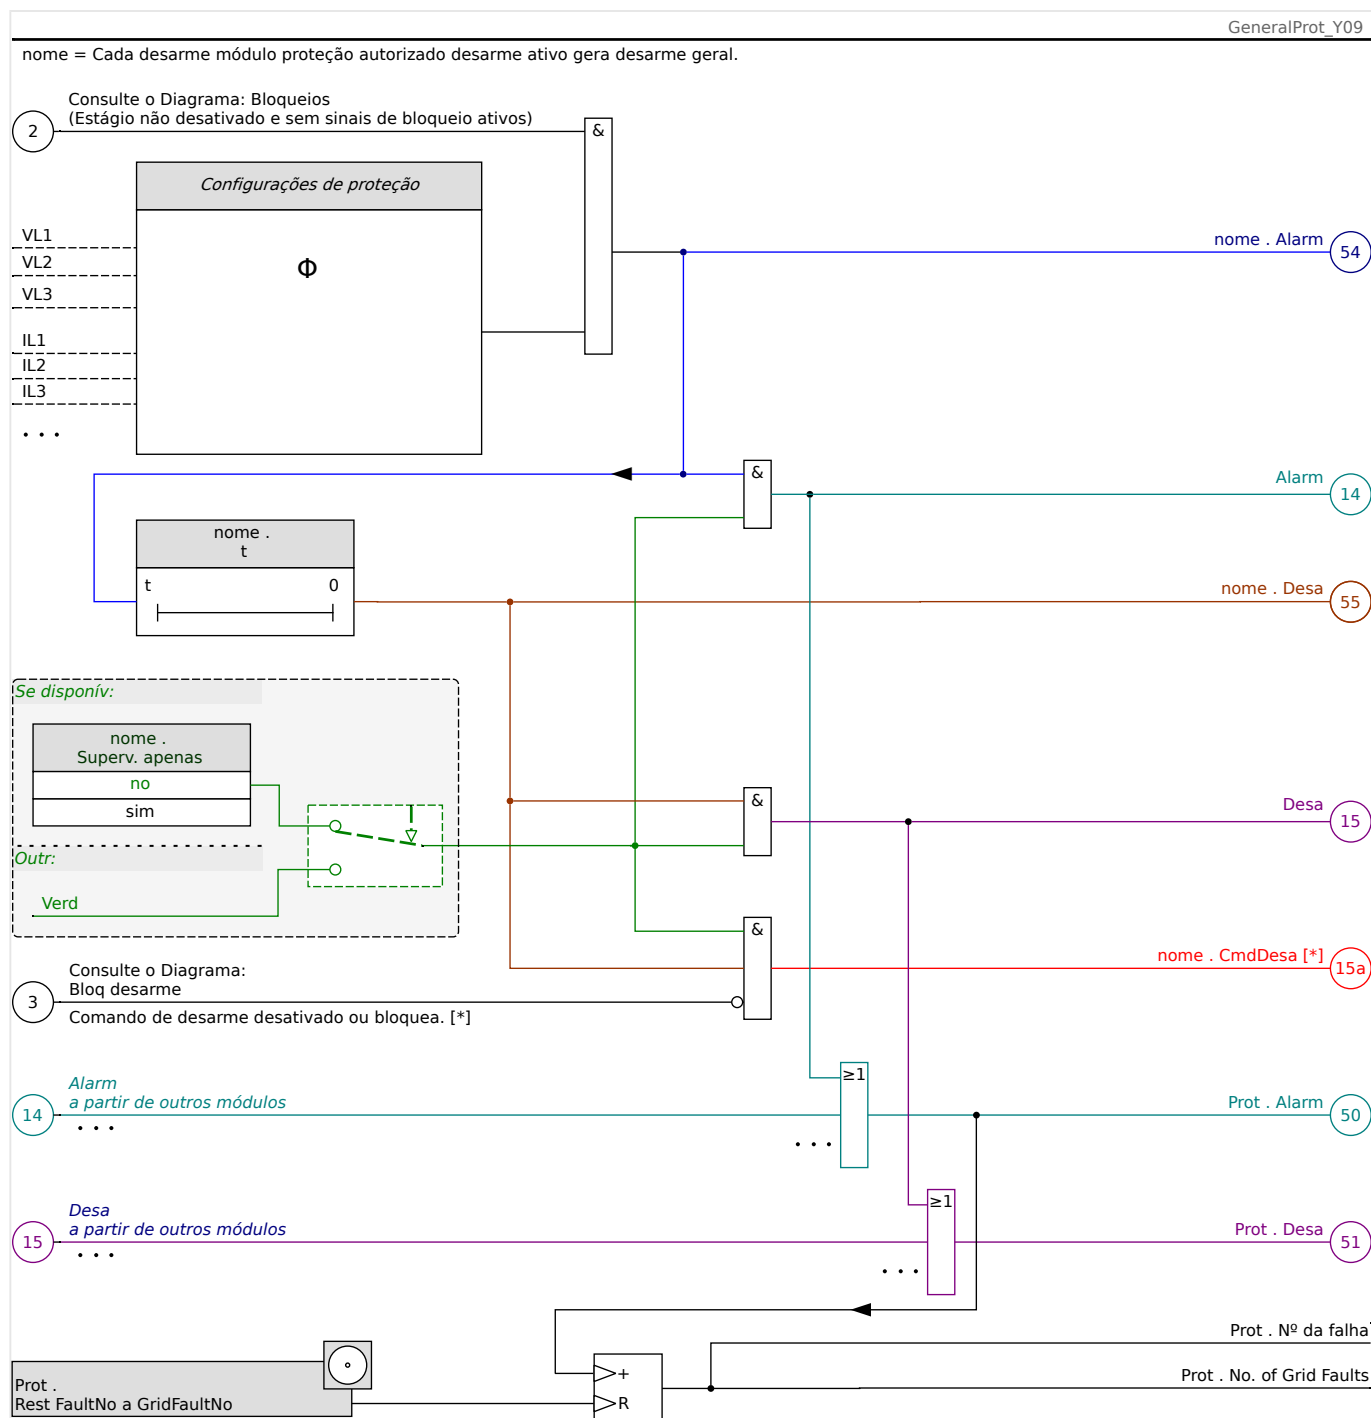 GeneralProt_Y09
nome = Cada desarme módulo proteção autorizado desarme ativo gera desarme geral.
Consulte o Diagrama: Bloqueios
(Estágio não desativado e sem sinais de bloqueio ativos)
2
&
Configurações de proteção
VL1
VL2
VL3
Φ
IL1
IL2
IL3
. . .
nome . Alarm
54
&
Alarm
14
nome .
t
t 0
nome . Desa
55
Se disponív:
nome .
Superv. apenas
no
sim
Outr:
Verd
&
Desa
15
&
nome . CmdDesa [*]
15a
Consulte o Diagrama:
Bloq desarme
3
Comando de desarme desativado ou bloquea. [*]
≥1
Alarm
a partir de outros módulos
14
. . .
. . .
Prot . Alarm
50
≥1
Desa
a partir de outros módulos
15
. . .
. . .
Prot . Desa
51
Prot . Nº da falha
Prot . No. of Grid Faults
+
R
Prot .
Rest FaultNo a GridFaultNo